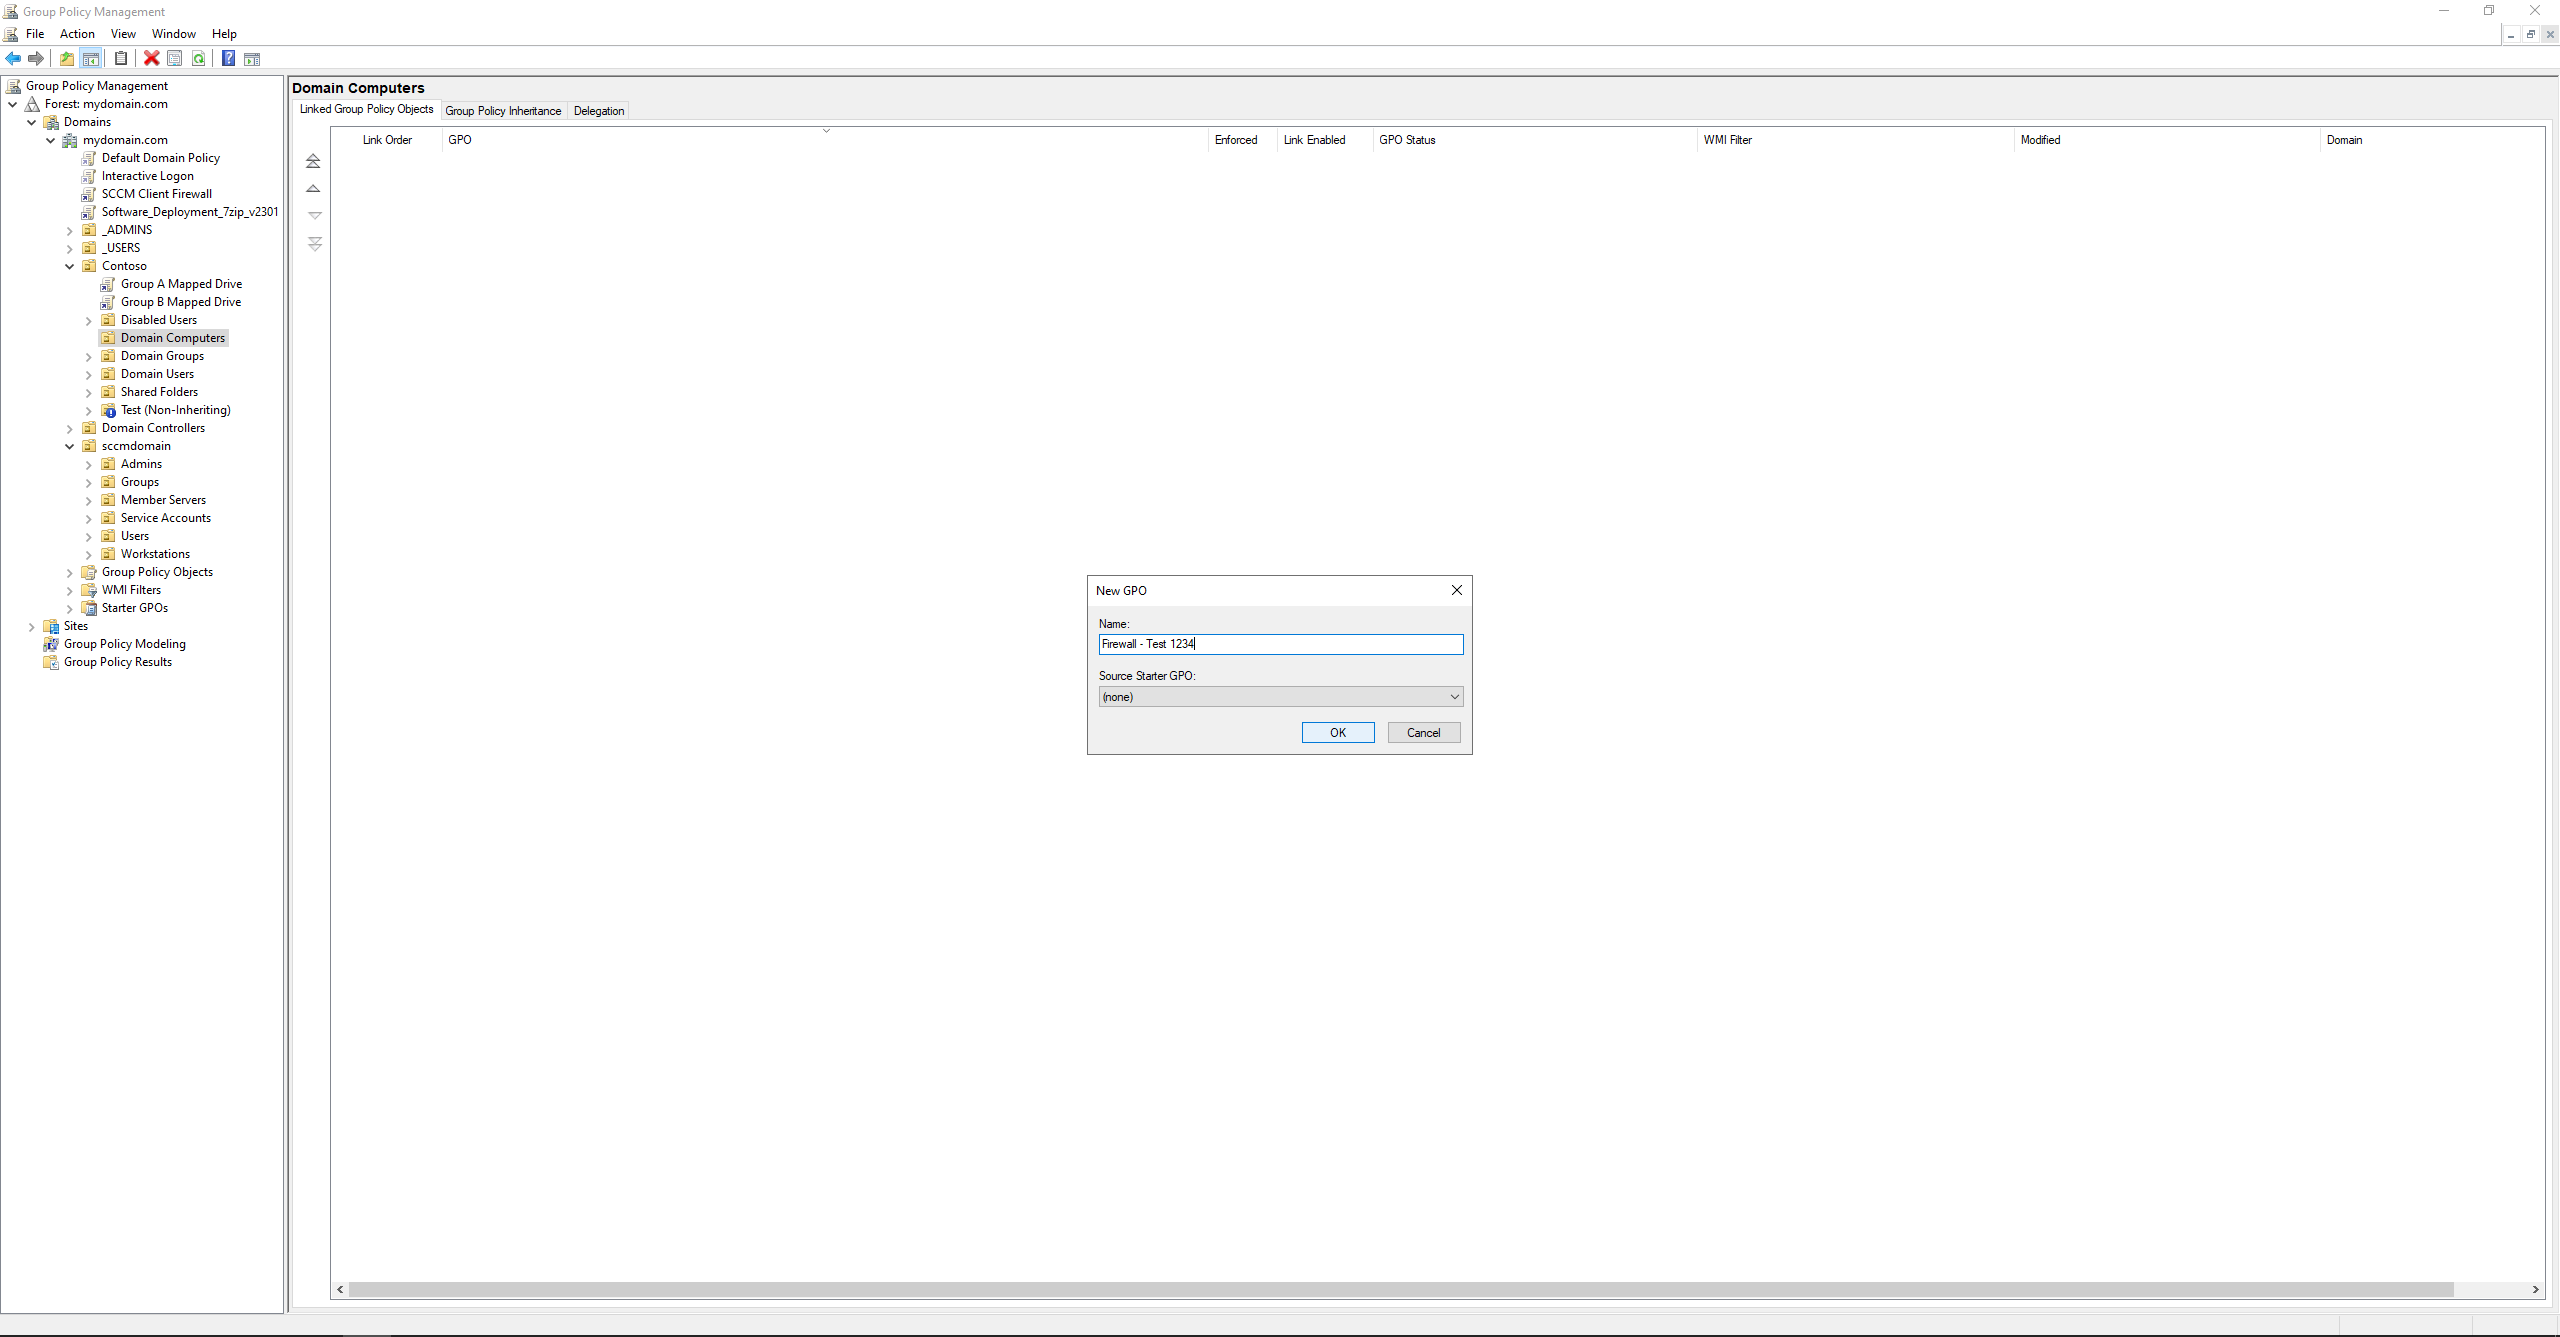 Group Policy Management
File Action View Window Help
Group Policy Management
Forest: mydomain.com
Domains
mydomain.com
Default Domain Policy
Interactive Logon
SCCM Client Firewall
Software_Deployment_7zip_v2301
_ADMINS
_USERS
Contoso
Group A Mapped Drive
Group B Mapped Drive
Disabled Users
Domain Computers
Domain Groups
Domain Users
Shared Folders
Test (Non-Inheriting)
Domain Controllers
sccmdomain
Admins
Groups
Member Servers
Service Accounts
Users
Workstations
Group Policy Objects
WMI Filters
Starter GPOs
Sites
Group Policy Modeling
Group Policy Results
Domain Computers
Linked Group Policy Objects Group Policy Inheritance Delegation
Link Order GPO Enforced Link Enabled GPO Status WMI Filter Modified Domain
New GPO
Name:
Firewall - Test 1234
Source Starter GPO:
(none)
OK Cancel